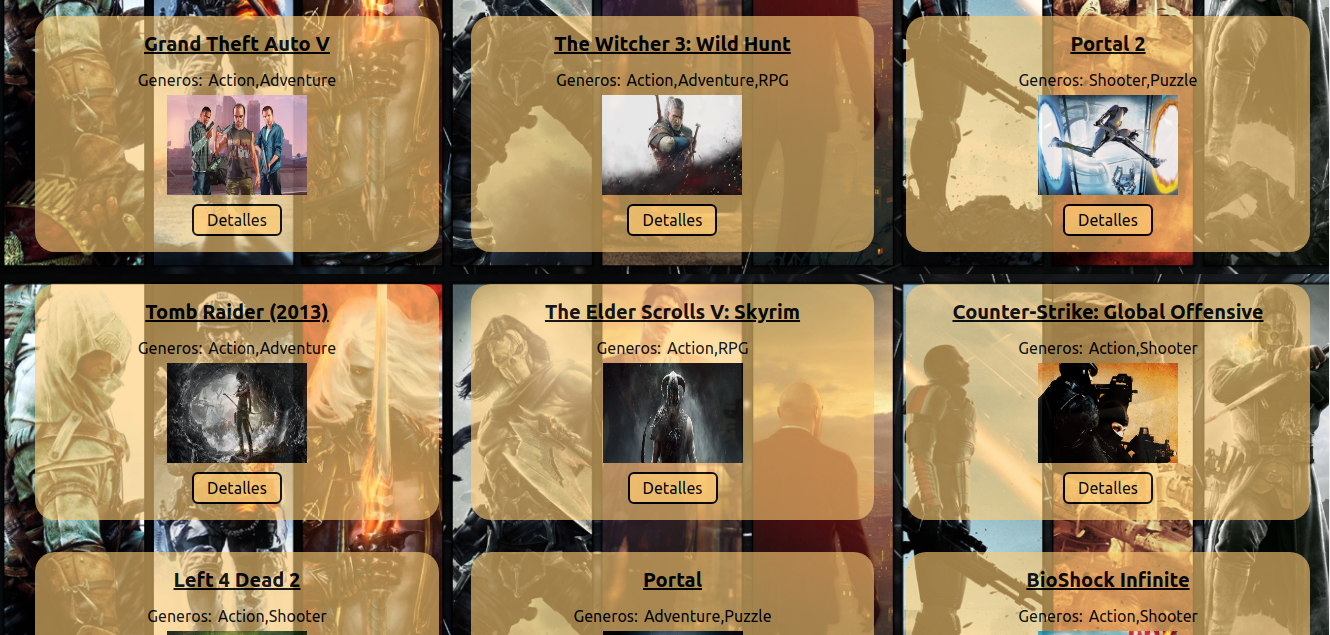 Grand Theft Auto V
Generos: Action,Adventure
Detalles
The Witcher 3: Wild Hunt
Generos: Action,Adventure,RPG
Detalles
Portal 2
Generos: Shooter,Puzzle
Detalles
Tomb Raider (2013)
Generos: Action,Adventure
Detalles
The Elder Scrolls V: Skyrim
Generos: Action,RPG
Detalles
Counter-Strike: Global Offensive
Generos: Action,Shooter
Detalles
Left 4 Dead 2
Generos: Action,Shooter
Portal
Generos: Adventure,Puzzle
BioShock Infinite
Generos: Action,Shooter